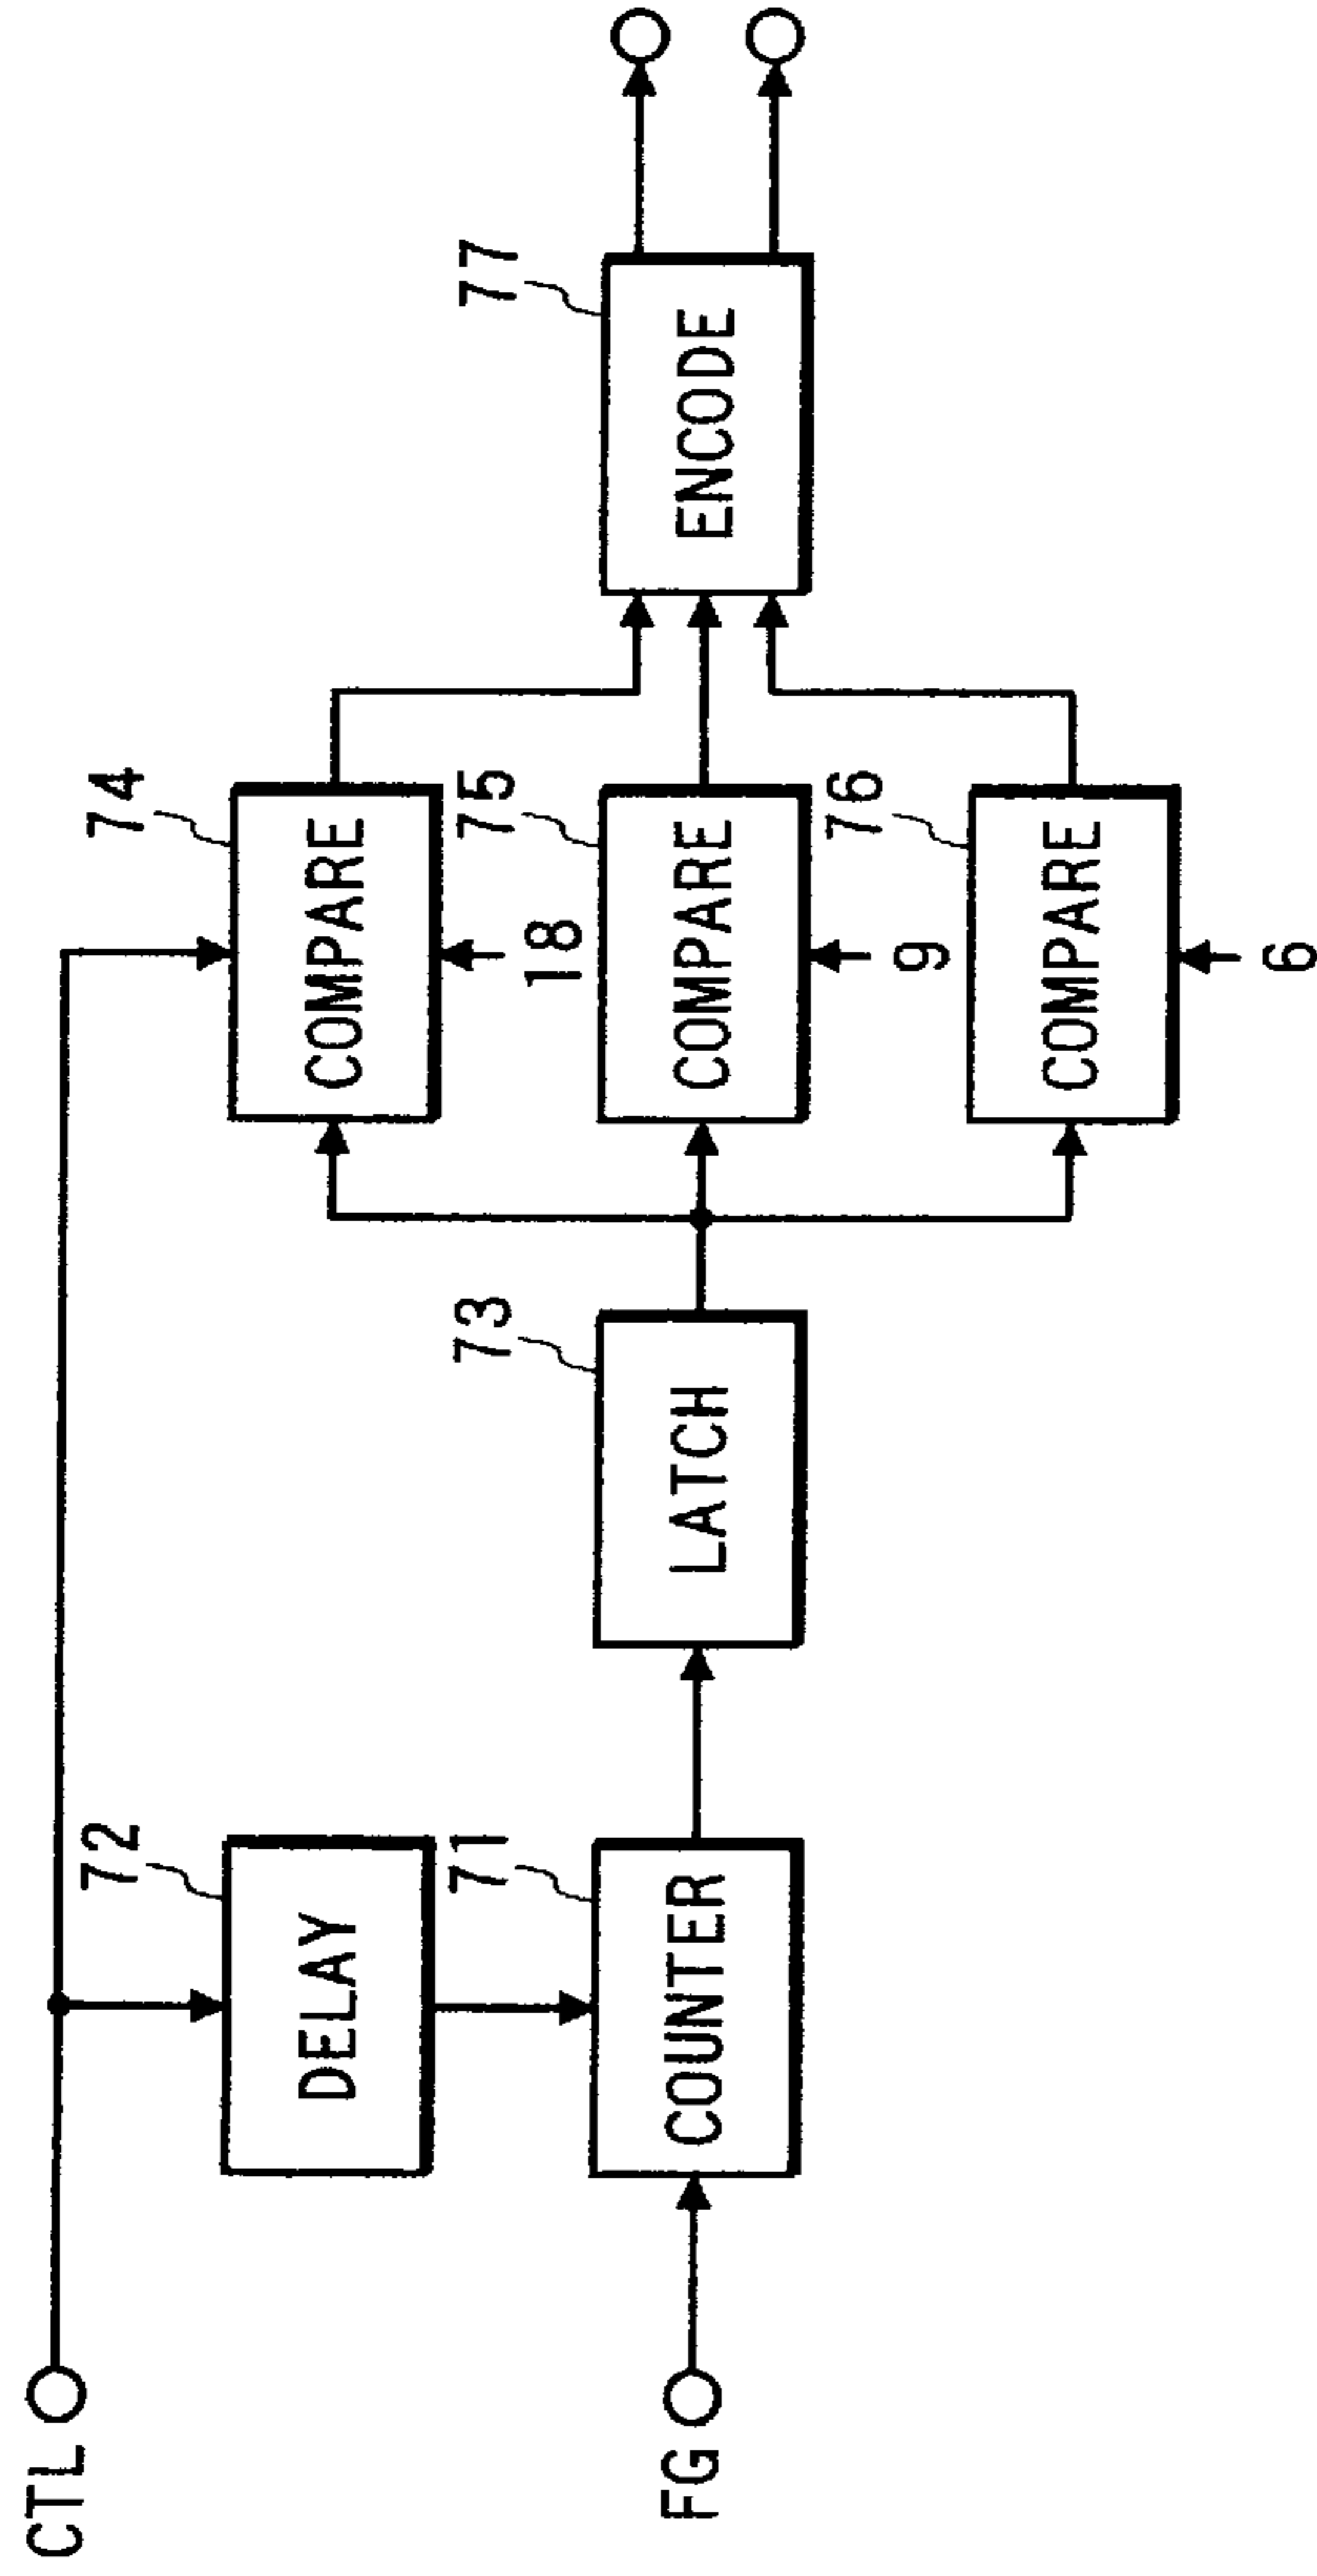 CTL
FG
72
DELAY
71
COUNTER
73
LATCH
74
COMPARE
18
75
COMPARE
9
76
COMPARE
6
77
ENCODE